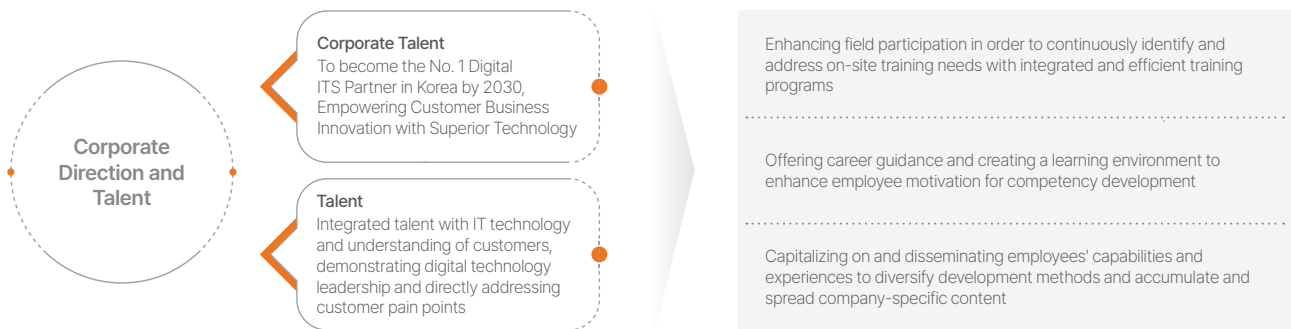 Corporate
Direction and
Talent
Corporate Talent
To become the No. 1 Digital
ITS Partner in Korea by 2030,
Empowering Customer Business
Innovation with Superior Technology
Talent
Integrated talent with IT technology
and understanding of customers,
demonstrating digital technology
leadership and directly addressing
customer pain points
Enhancing field participation in order to continuously identify and
address on-site training needs with integrated and efficient training
programs
Offering career guidance and creating a learning environment to
enhance employee motivation for competency development
Capitalizing on and disseminating employees' capabilities and
experiences to diversify development methods and accumulate and
spread company-specific content